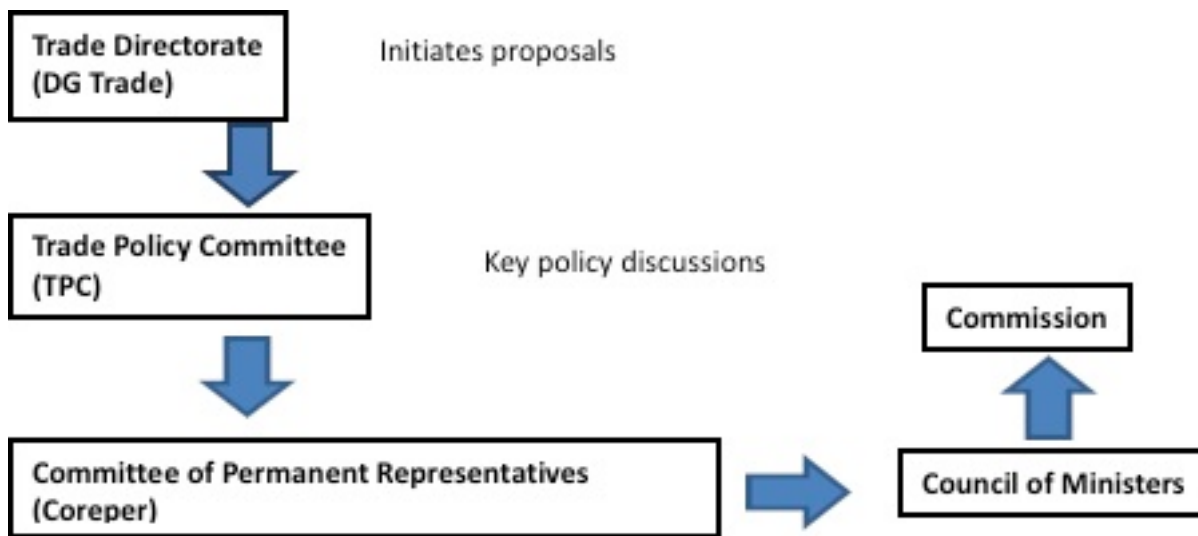 Trade Directorate
(DG Trade)
Initiates proposals
Trade Policy Committee
(TPC)
Key policy discussions
Commission
Committee of Permanent Representatives
(Coreper)
Council of Ministers